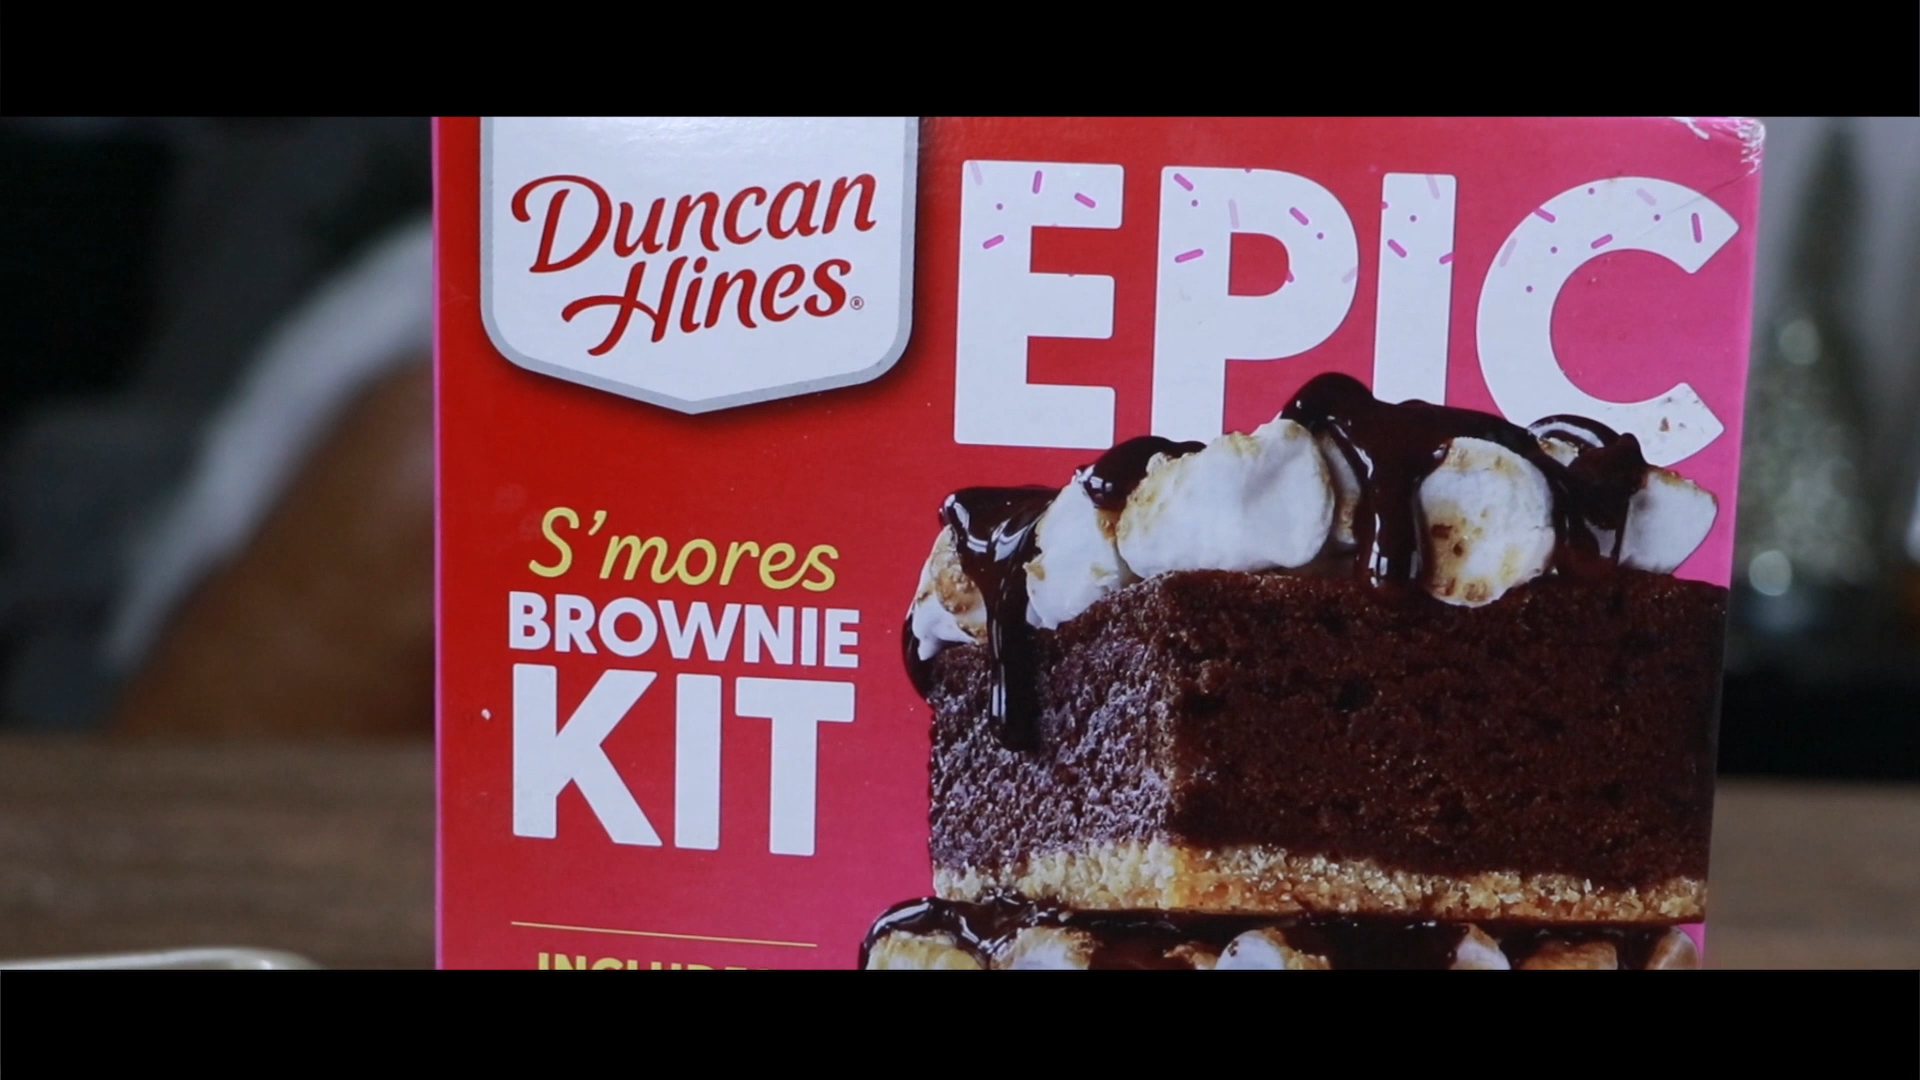 Duncan
Hines®
EPIC
S'mores
BROWNIE
KIT